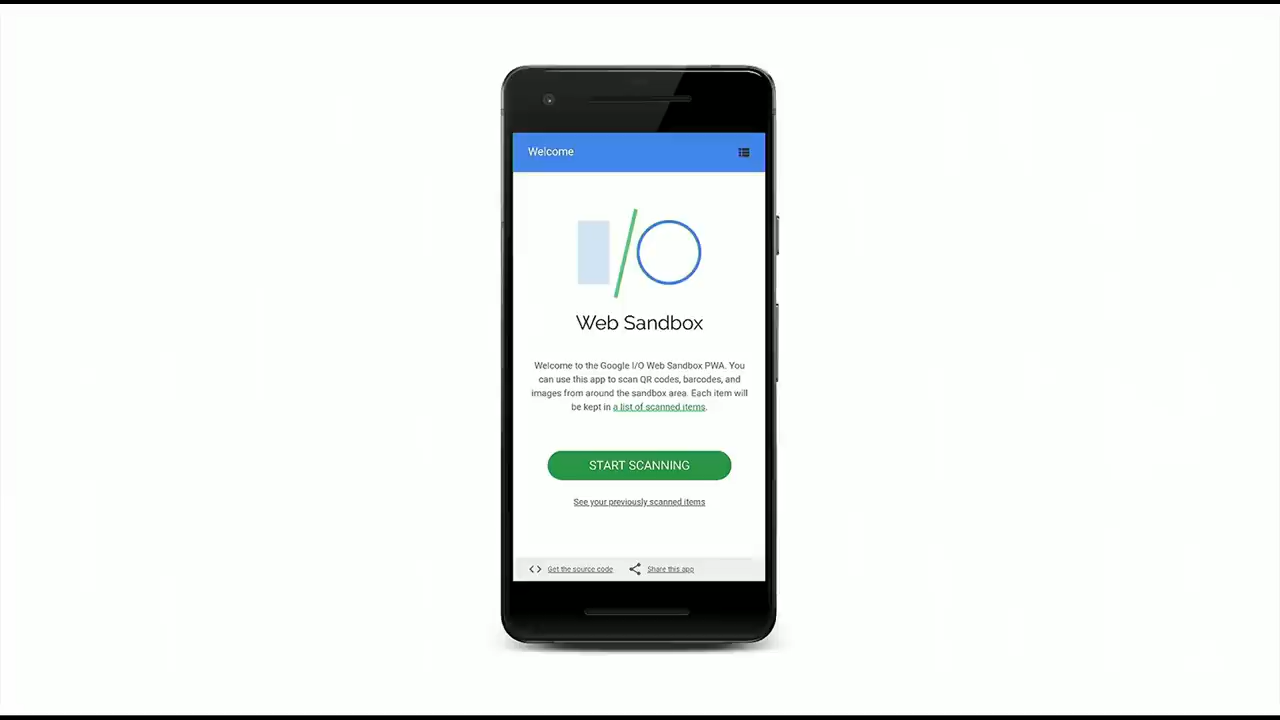 Welcome
I/O
Web Sandbox
Welcome to the Google I/O Web Sandbox PWA. You
can use this app to scan QR codes, barcodes, and
images from around the sandbox area. Each item will
be kept in a list of scanned items.
START SCANNING
See your previously scanned items
Get the source code Share this app